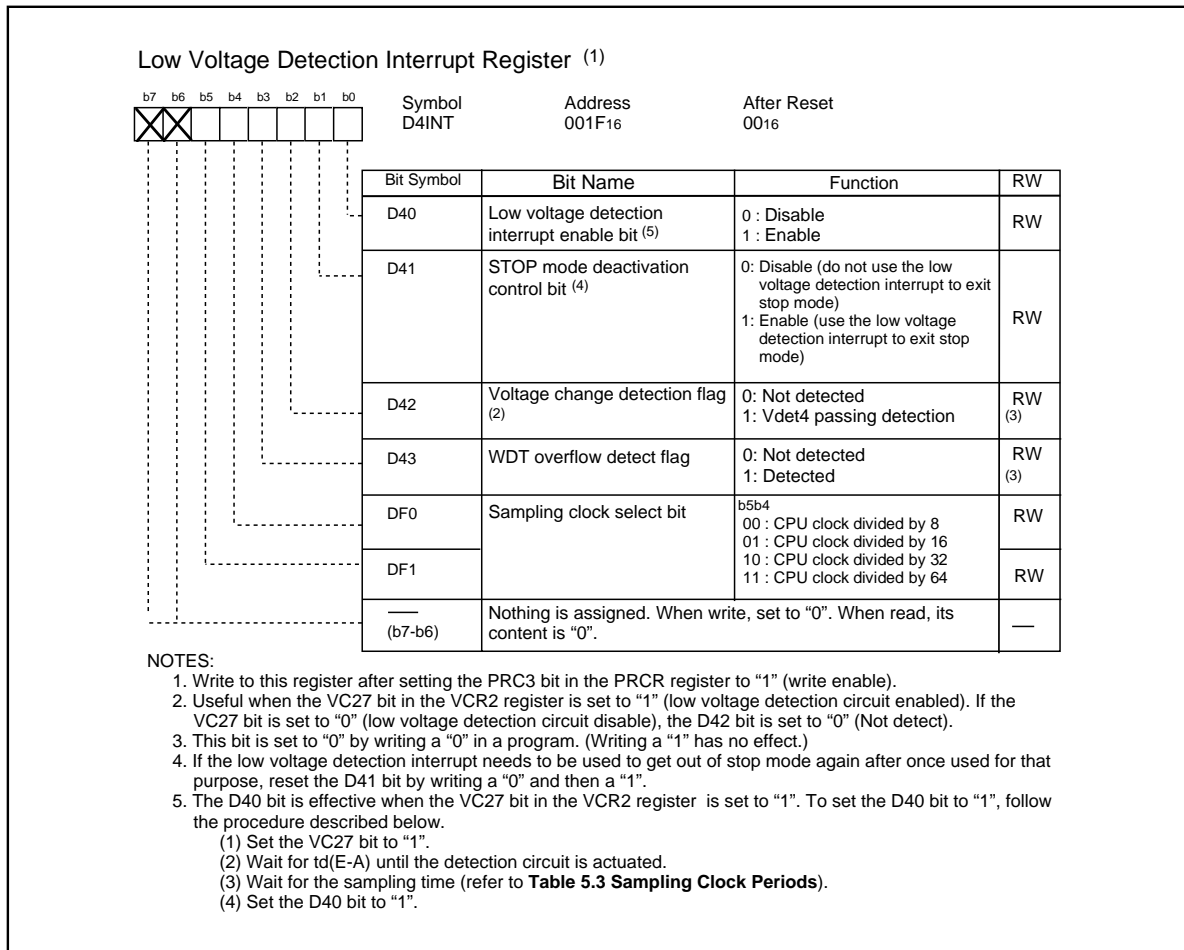 Low Voltage Detection Interrupt Register (1)
b7 b6 b5 b4 b3 b2 b1 b0
Symbol Address After Reset
D4INT 001F16 0016
Bit Symbol Bit Name Function RW
D40 Low voltage detection interrupt enable bit (5) 0 : Disable RW
1 : Enable
D41 STOP mode deactivation control bit (4) 0: Disable (do not use the low
voltage detection interrupt to exit
stop mode)
1: Enable (use the low voltage RW
detection interrupt to exit stop
mode)
D42 Voltage change detection flag (2) 0: Not detected RW
1: Vdet4 passing detection (3)
D43 WDT overflow detect flag 0: Not detected RW
1: Detected (3)
DF0 Sampling clock select bit b5b4
00 : CPU clock divided by 8 RW
01 : CPU clock divided by 16
10 : CPU clock divided by 32
DF1 11 : CPU clock divided by 64 RW
—
(b7-b6) Nothing is assigned. When write, set to “0”. When read, its
content is “0”. —
NOTES:
1. Write to this register after setting the PRC3 bit in the PRCR register to “1” (write enable).
2. Useful when the VC27 bit in the VCR2 register is set to “1” (low voltage detection circuit enabled). If the
VC27 bit is set to “0” (low voltage detection circuit disable), the D42 bit is set to “0” (Not detect).
3. This bit is set to “0” by writing a “0” in a program. (Writing a “1” has no effect.)
4. If the low voltage detection interrupt needs to be used to get out of stop mode again after once used for that
purpose, reset the D41 bit by writing a “0” and then a “1”.
5. The D40 bit is effective when the VC27 bit in the VCR2 register is set to “1”. To set the D40 bit to “1”, follow
the procedure described below.
(1) Set the VC27 bit to “1”.
(2) Wait for td(E-A) until the detection circuit is actuated.
(3) Wait for the sampling time (refer to Table 5.3 Sampling Clock Periods).
(4) Set the D40 bit to “1”.